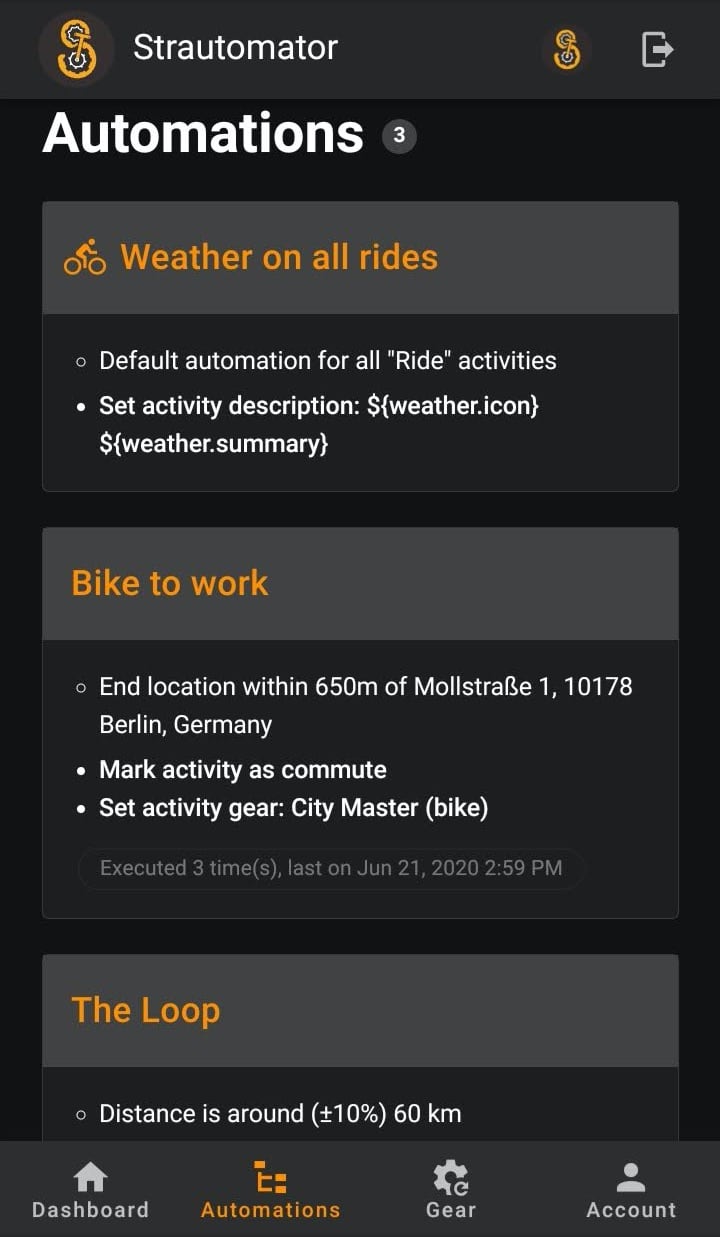 Strautomator
Automations 3
Weather on all rides
Default automation for all "Ride" activities
Set activity description: ${weather.icon}
${weather.summary}
Bike to work
End location within 650m of Mollstraße 1, 10178
Berlin, Germany
Mark activity as commute
Set activity gear: City Master (bike)
Executed 3 time(s), last on Jun 21, 2020 2:59 PM
The Loop
Distance is around (±10%) 60 km
Dashboard Automations Gear Account